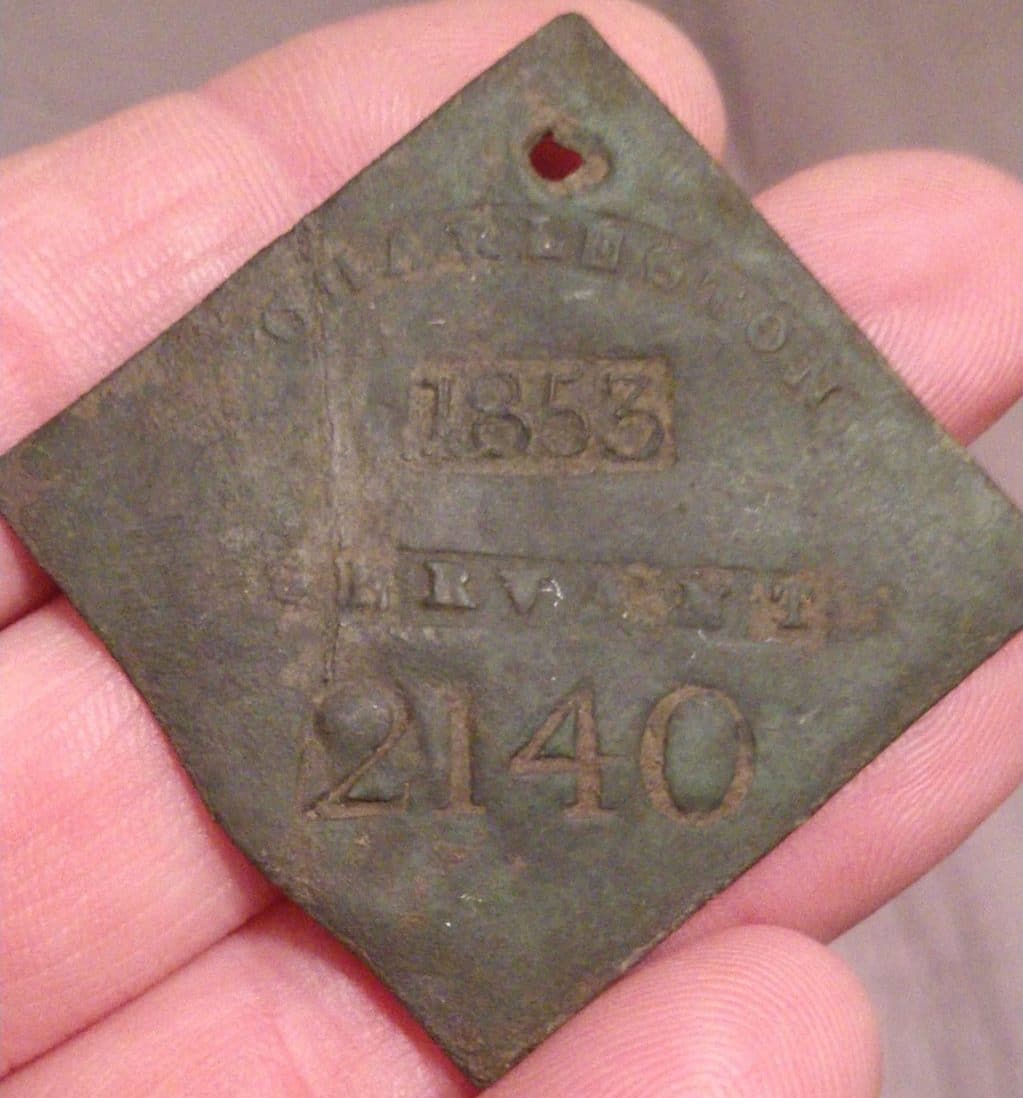 CHARLESTON
1853
SERVANT
2140